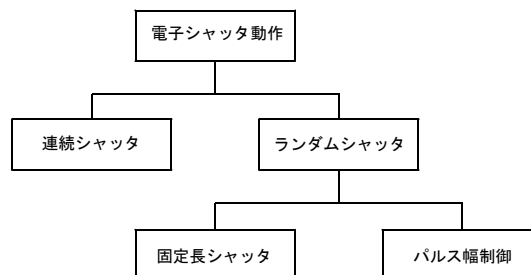 電子シャッタ動作
連続シャッタ
ランダムシャッタ
固定長シャッタ
パルス幅制御